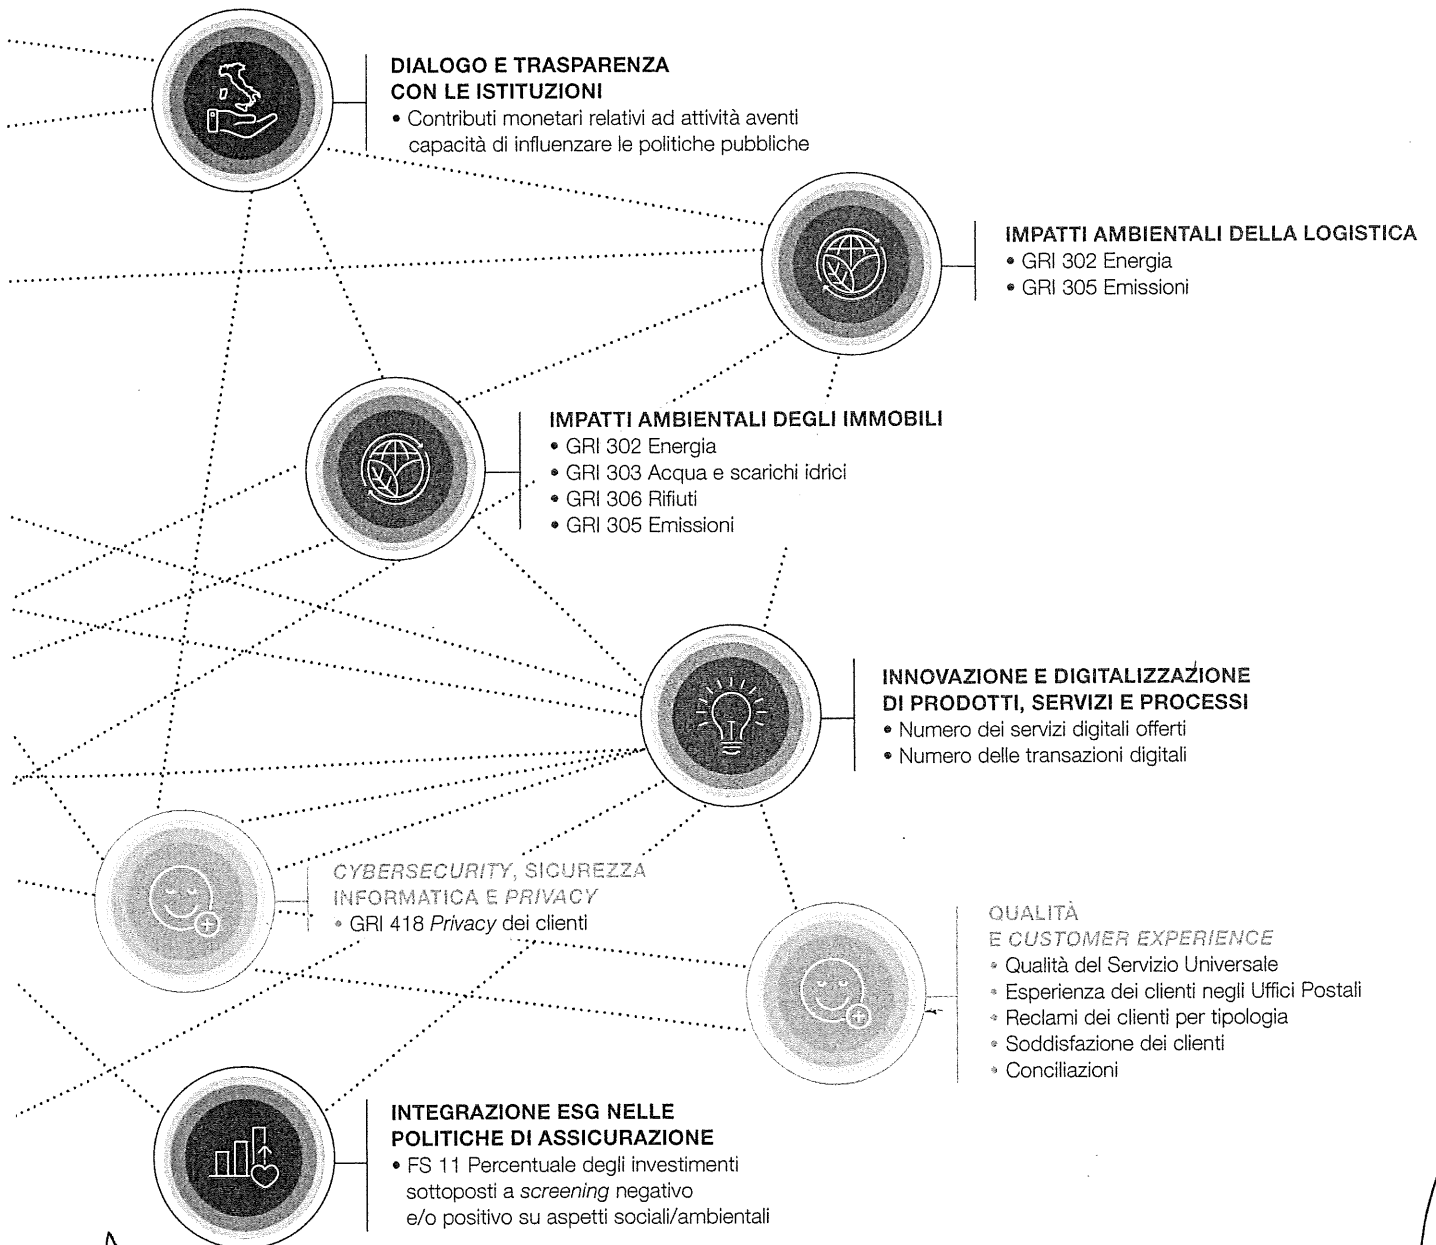 DIALOGO E TRASPARENZA
CON LE ISTITUZIONI
• Contributi monetari relativi ad attività aventi
capacità di influenzare le politiche pubbliche
IMPATTI AMBIENTALI DELLA LOGISTICA
• GRI 302 Energia
• GRI 305 Emissioni
IMPATTI AMBIENTALI DEGLI IMMOBILI
• GRI 302 Energia
• GRI 303 Acqua e scarichi idrici
• GRI 306 Rifiuti
• GRI 305 Emissioni
INNOVAZIONE E DIGITALIZZAZIONE
DI PRODOTTI, SERVIZI E PROCESSI
• Numero dei servizi digitali offerti
• Numero delle transazioni digitali
CYBERSECURITY, SICUREZZA
INFORMATICA E PRIVACY
• GRI 418 Privacy dei clienti
QUALITÀ
E CUSTOMER EXPERIENCE
• Qualità del Servizio Universale
• Esperienza dei clienti negli Uffici Postali
• Reclami dei clienti per tipologia
• Soddisfazione dei clienti
• Conciliazioni
INTEGRAZIONE ESG NELLE
POLITICHE DI ASSICURAZIONE
• FS 11 Percentuale degli investimenti
sottoposti a screening negativo
e/o positivo su aspetti sociali/ambientali